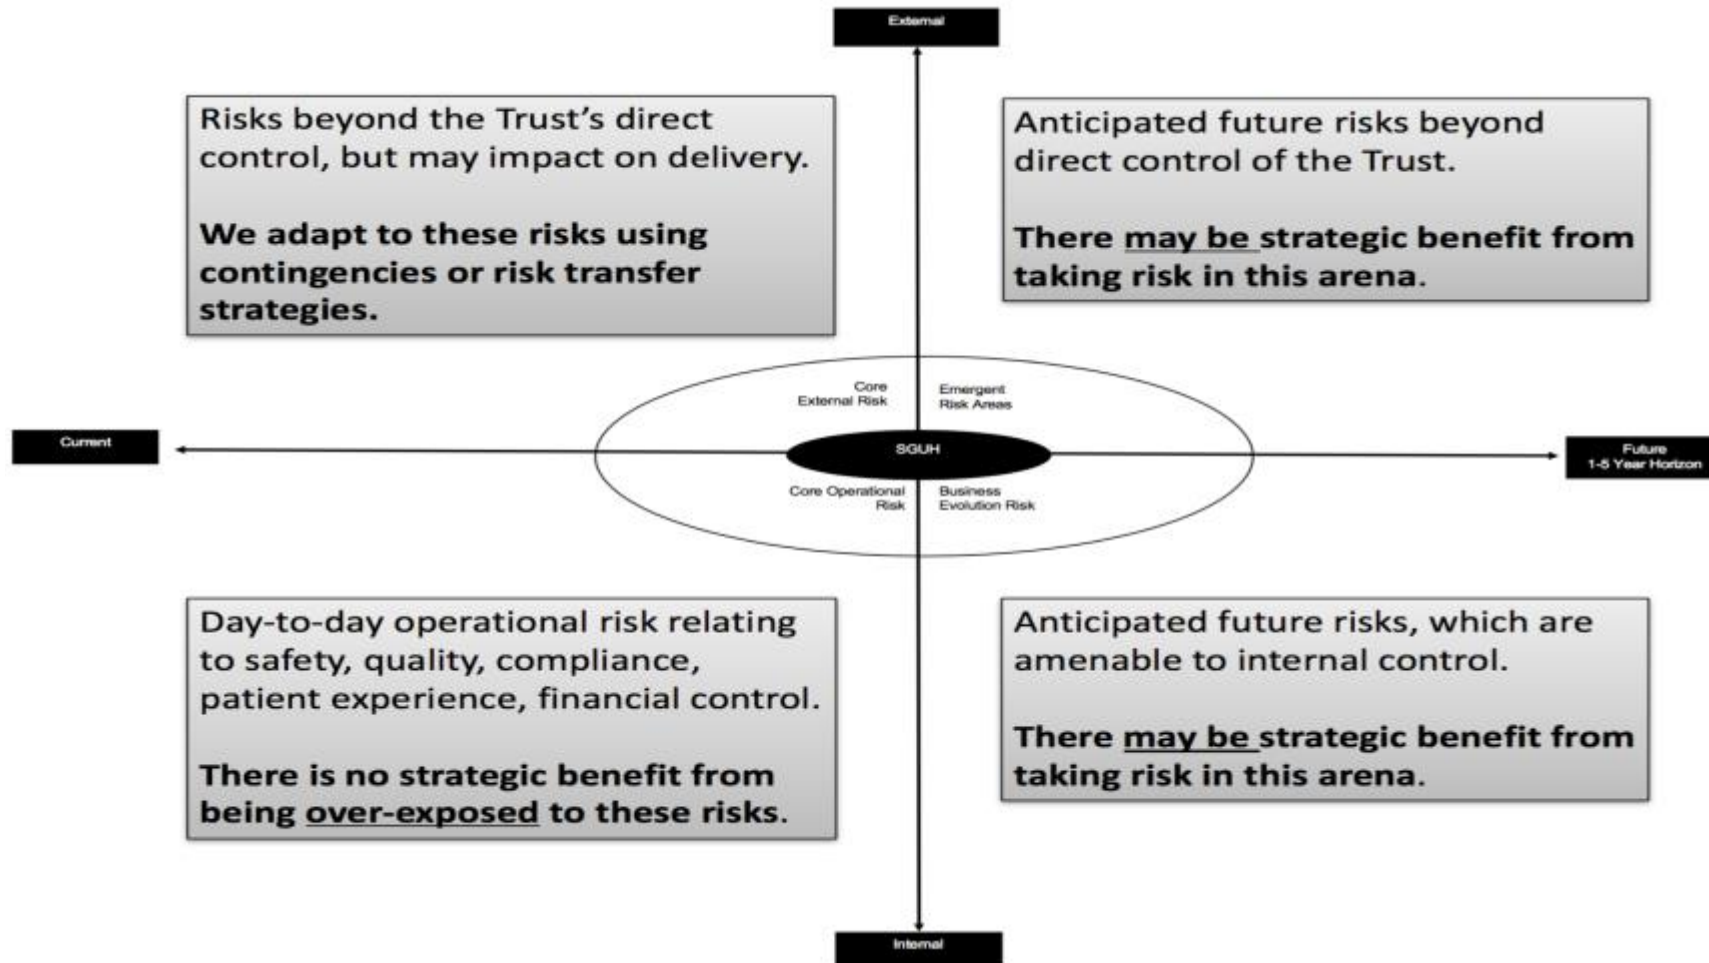 External
Risks beyond the Trust's direct
control, but may impact on delivery.
We adapt to these risks using
contingencies or risk transfer
strategies.
Anticipated future risks beyond
direct control of the Trust.
There may be strategic benefit from
taking risk in this arena.
Core
External Risk
Emergent
Risk Areas
Current
SGUH
Future
1-5 Year Horizon
Core Operational
Risk
Business
Evolution Risk
Day-to-day operational risk relating
to safety, quality, compliance,
patient experience, financial control.
There is no strategic benefit from
being over-exposed to these risks.
Anticipated future risks, which are
amenable to internal control.
There may be strategic benefit from
taking risk in this arena.
Internal